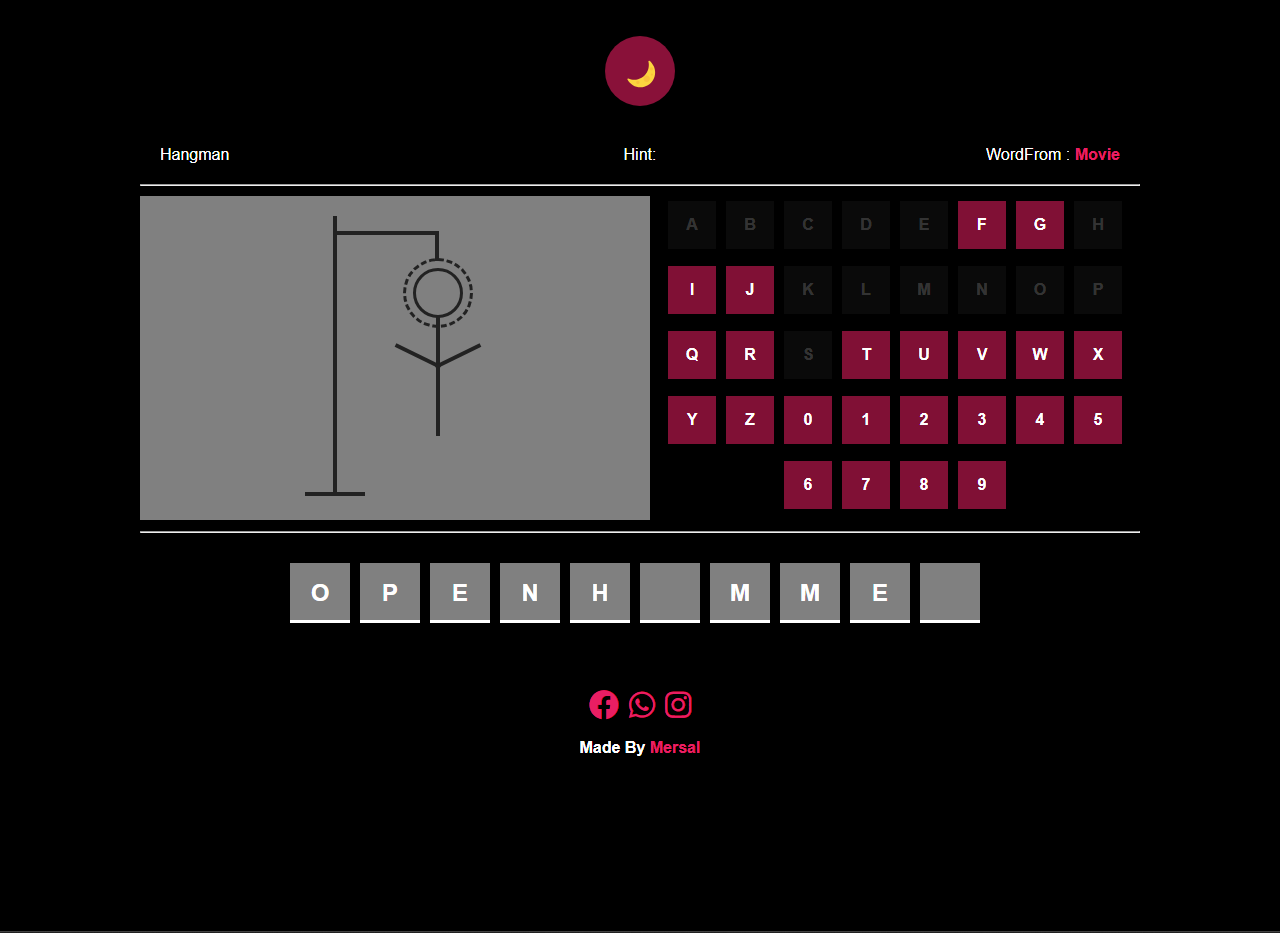 Hangman Hint: WordFrom : Movie
A B C D E F G H
I J K L M N O P
Q R S T U V W X
Y Z 0 1 2 3 4 5
6 7 8 9
O P E N H M M E
Made By Mersal